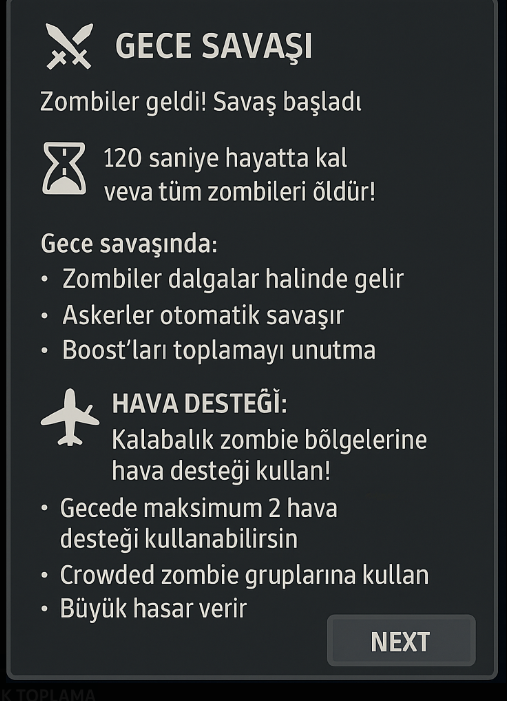 GECE SAVAŞI
Zombiler geldi! Savaş başladı
120 saniye hayatta kal
veva tüm zombileri õldür!
Gece savaşında:
• Zombiler dalgalar halinde gelir
• Askerler otomatik savaşır
• Boost'ları toplamayı unutma
HAVA DESTEĞİ:
Kalabalık zombie bõlgelerine
hava desteği kullan!
• Gecede maksimum 2 hava
desteği kullanabilirsin
• Crowded zombie gruplarına kullan
• Büyük hasar verir
NEXT
K TOPLAMA